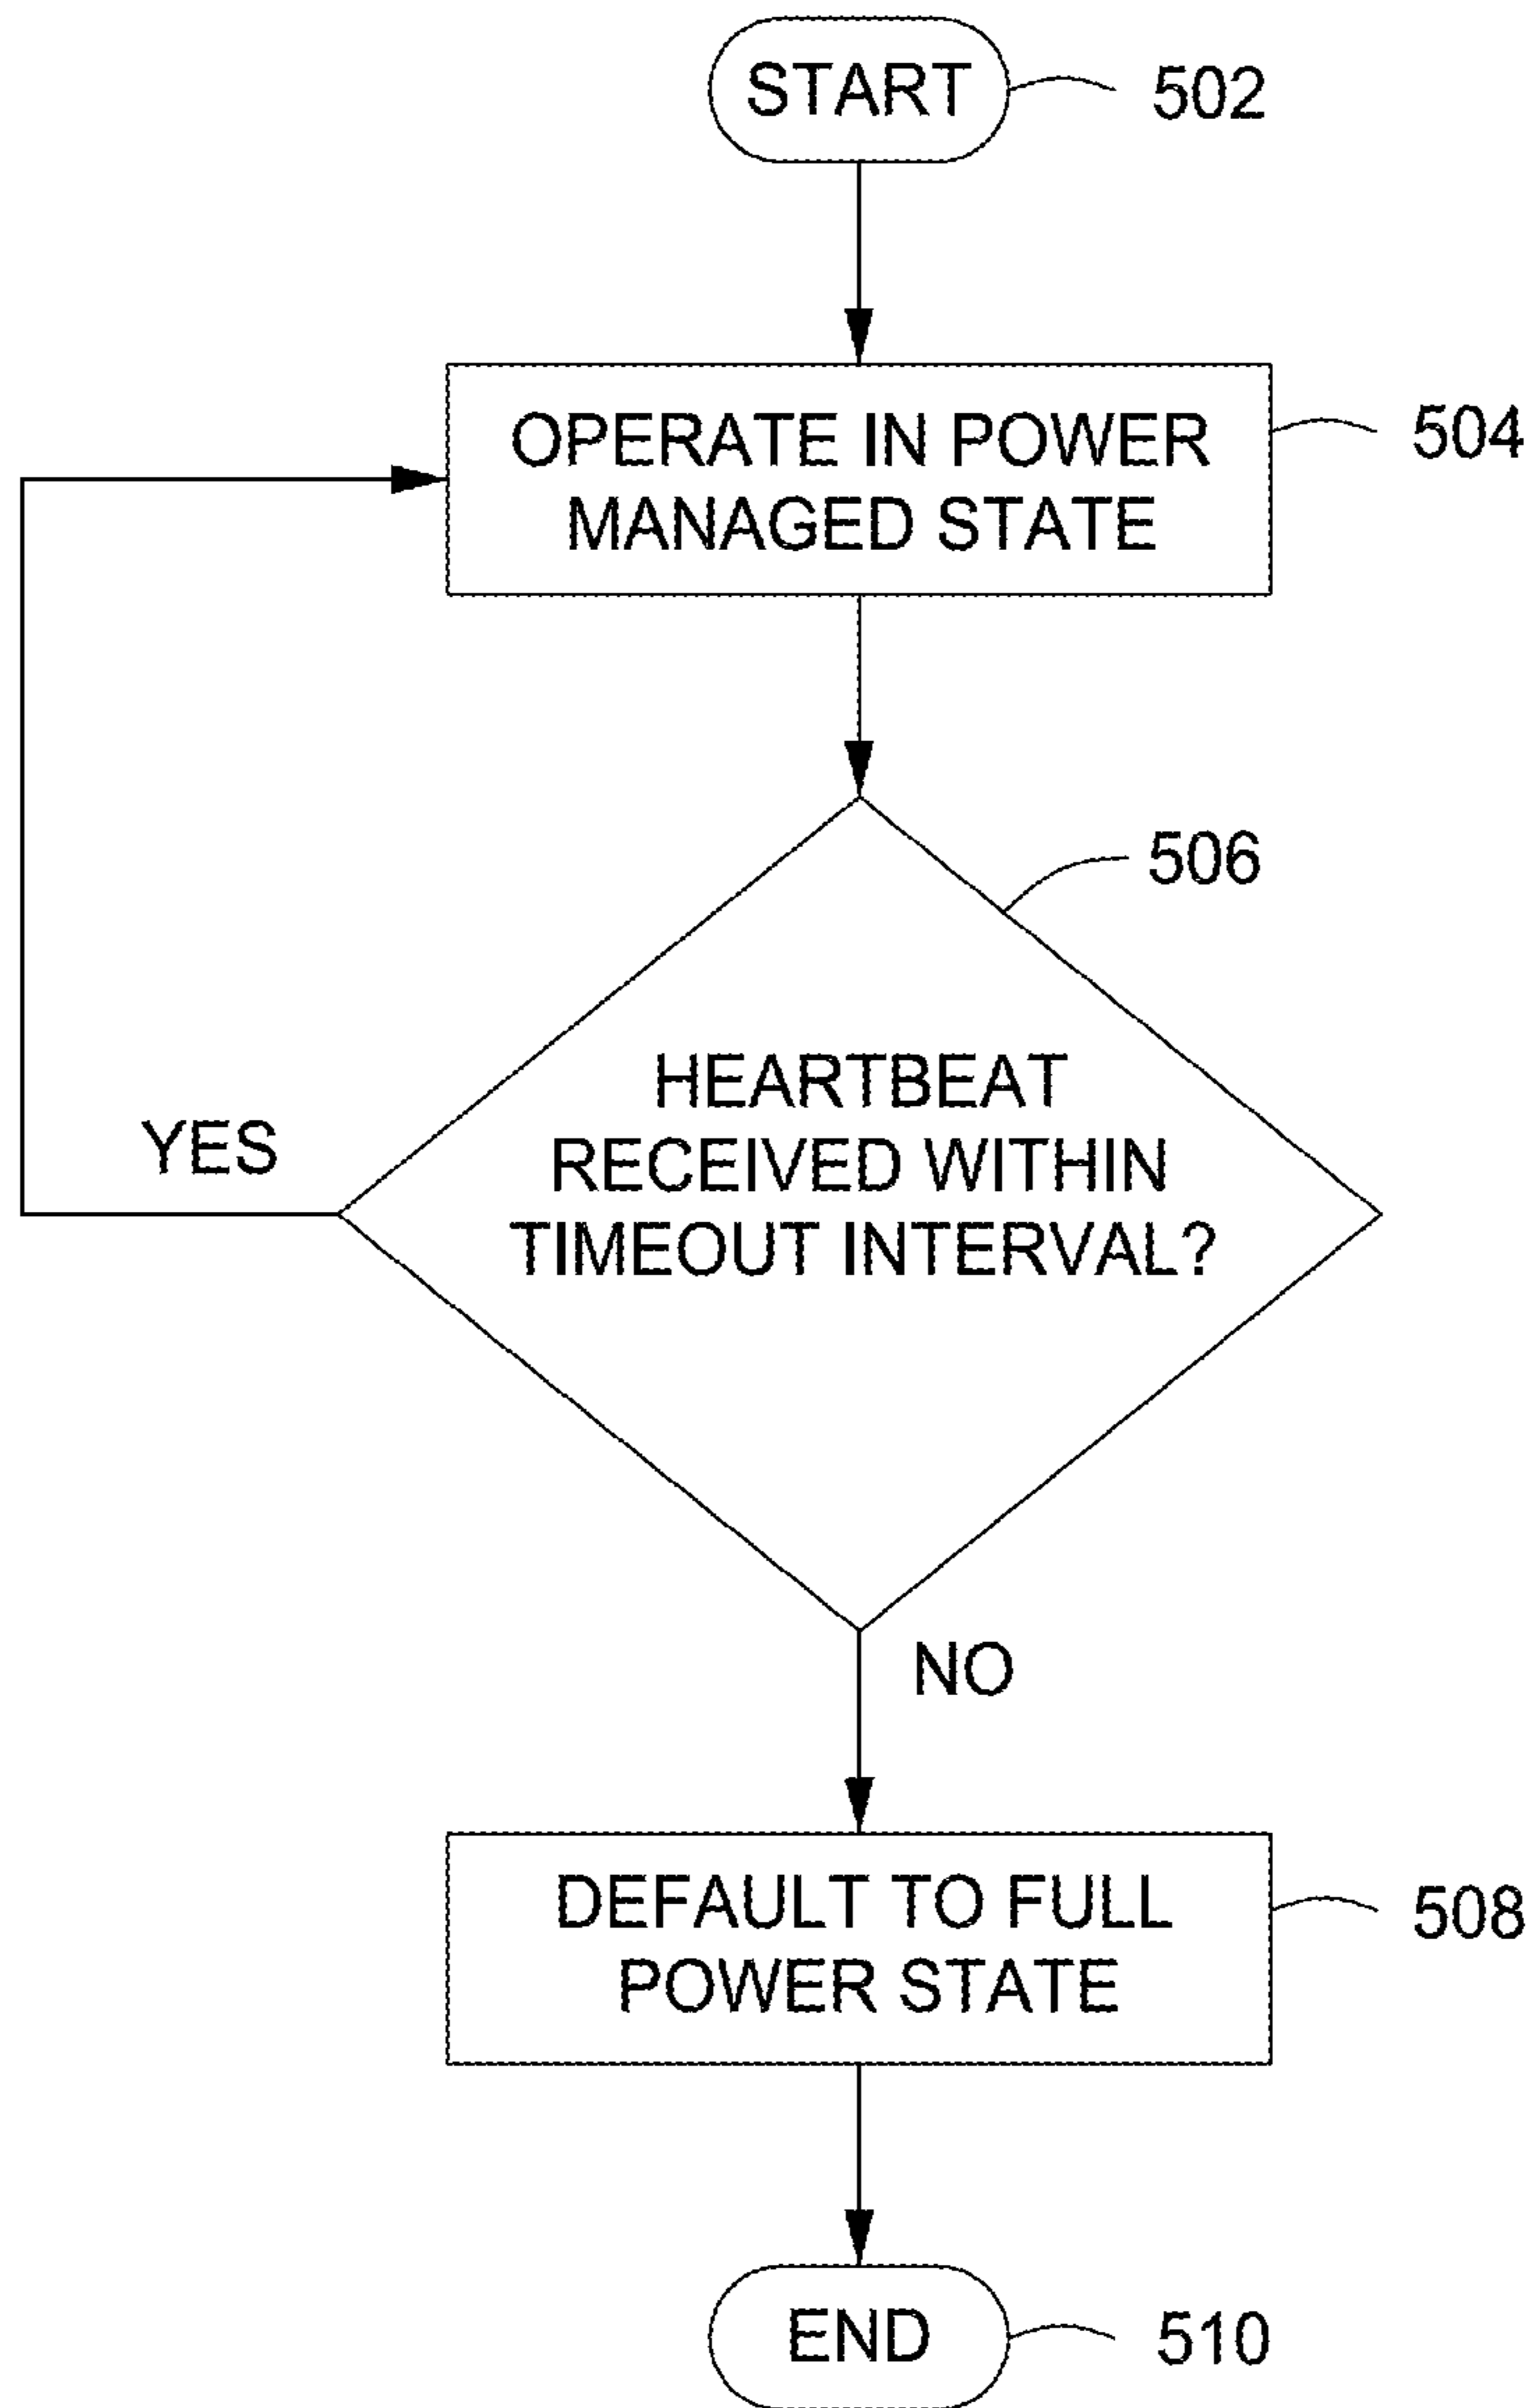 START
502
OPERATE IN POWER
MANAGED STATE
504
506
HEARTBEAT
RECEIVED WITHIN
TIMEOUT INTERVAL?
YES
NO
DEFAULT TO FULL
POWER STATE
508
END
510